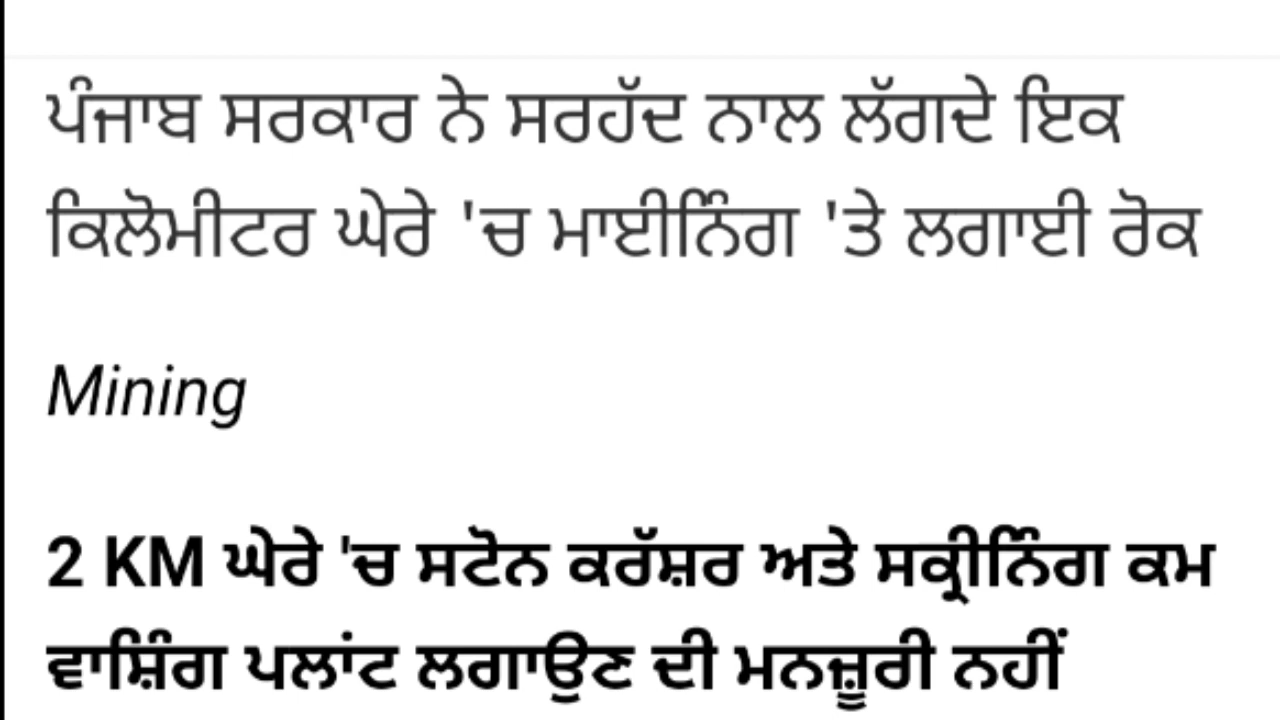 ਪੰਜਾਬ ਸਰਕਾਰ ਨੇ ਸਰਹੱਦ ਨਾਲ ਲੱਗਦੇ ਇਕ
ਕਿਲੋਮੀਟਰ ਘੇਰੇ 'ਚ ਮਾਈਨਿੰਗ 'ਤੇ ਲਗਾਈ ਰੋਕ
Mining
2 KM ਘੇਰੇ 'ਚ ਸਟੋਨ ਕਰੱਸ਼ਰ ਅਤੇ ਸਕ੍ਰੀਨਿੰਗ ਕਮ
ਵਾਸ਼ਿੰਗ ਪਲਾਂਟ ਲਗਾਉਣ ਦੀ ਮਨਜ਼ੂਰੀ ਨਹੀਂ